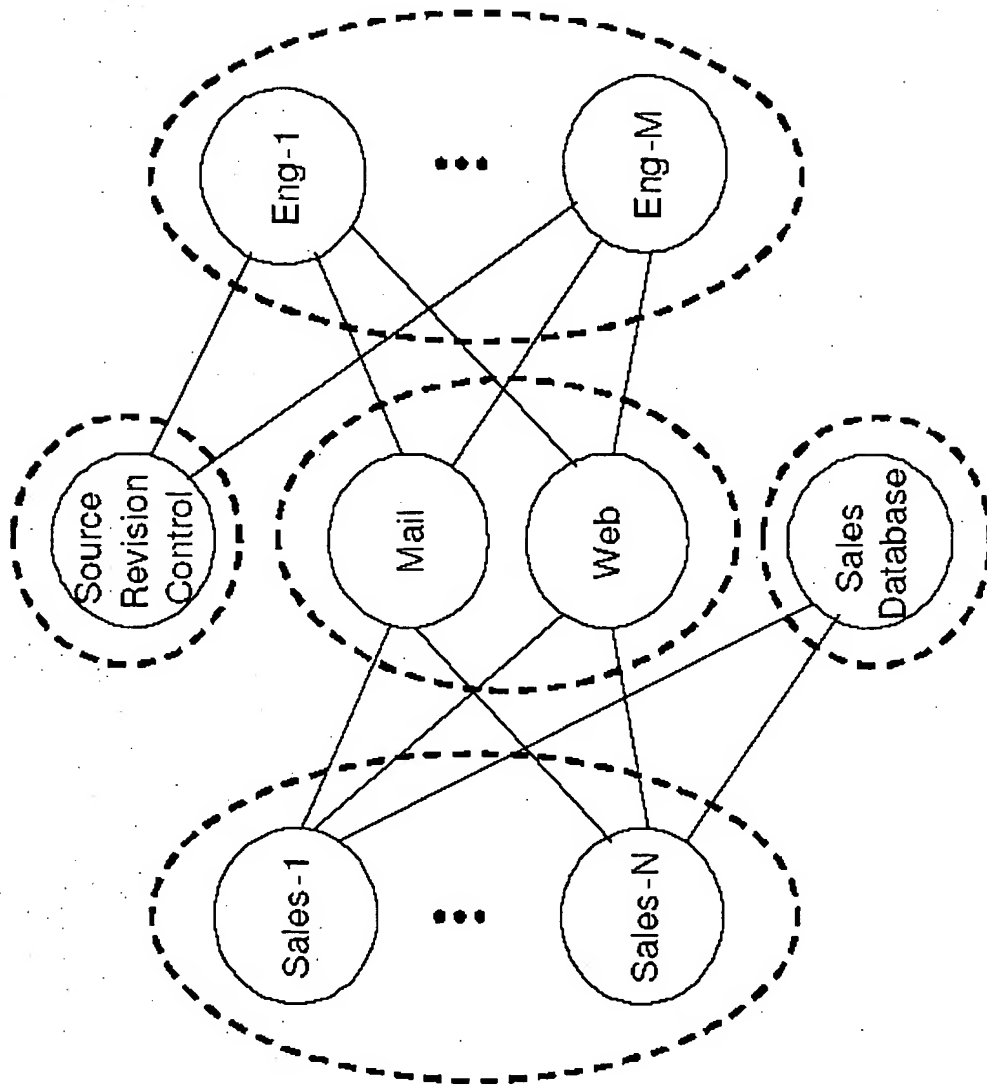 Eng-1
Eng-M
Source
Revision
Control
Mail
Web
Sales
Database
Sales-1
Sales-N